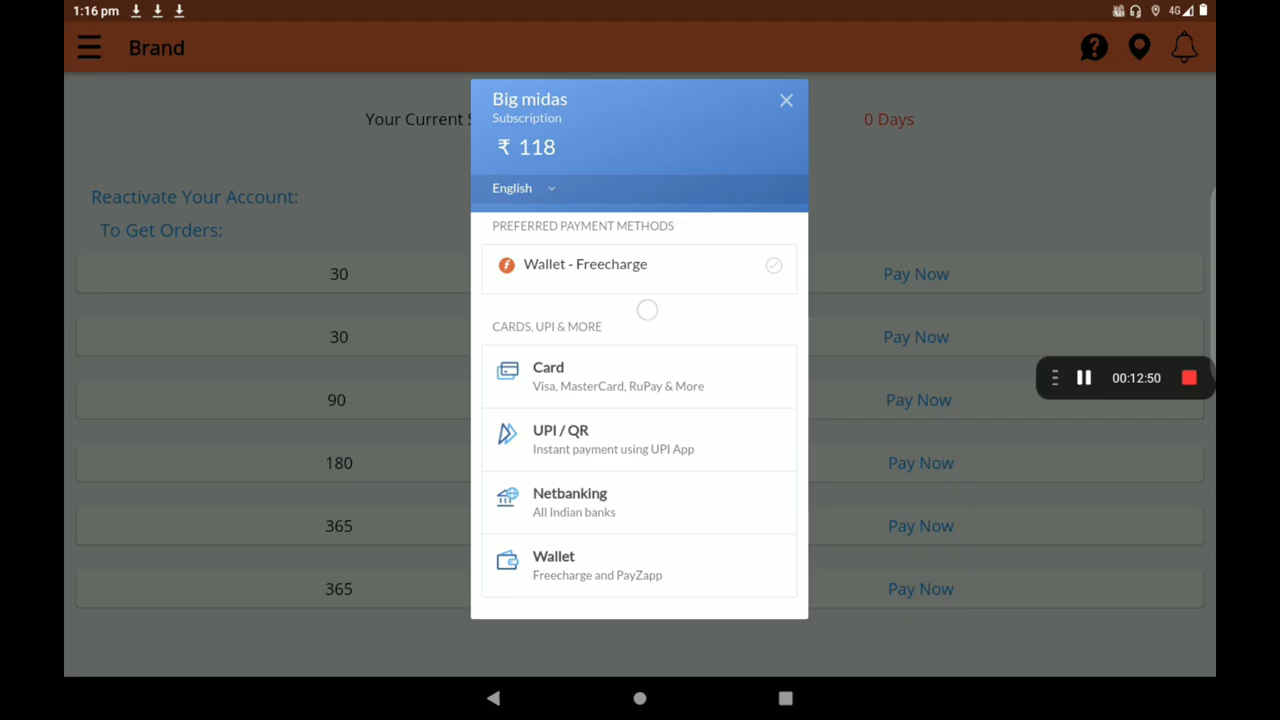 1:16 pm
4G
Brand
Your Current S
0 Days
Big midas
Subscription
₹ 118
English
Reactivate Your Account:
To Get Orders:
PREFERRED PAYMENT METHODS
Wallet - Freecharge
30
Pay Now
CARDS, UPI & MORE
30
Pay Now
Card
Visa, MasterCard, RuPay & More
00:12:50
90
Pay Now
UPI / QR
Instant payment using UPI App
180
Pay Now
Netbanking
All Indian banks
365
Pay Now
Wallet
Freecharge and PayZapp
365
Pay Now